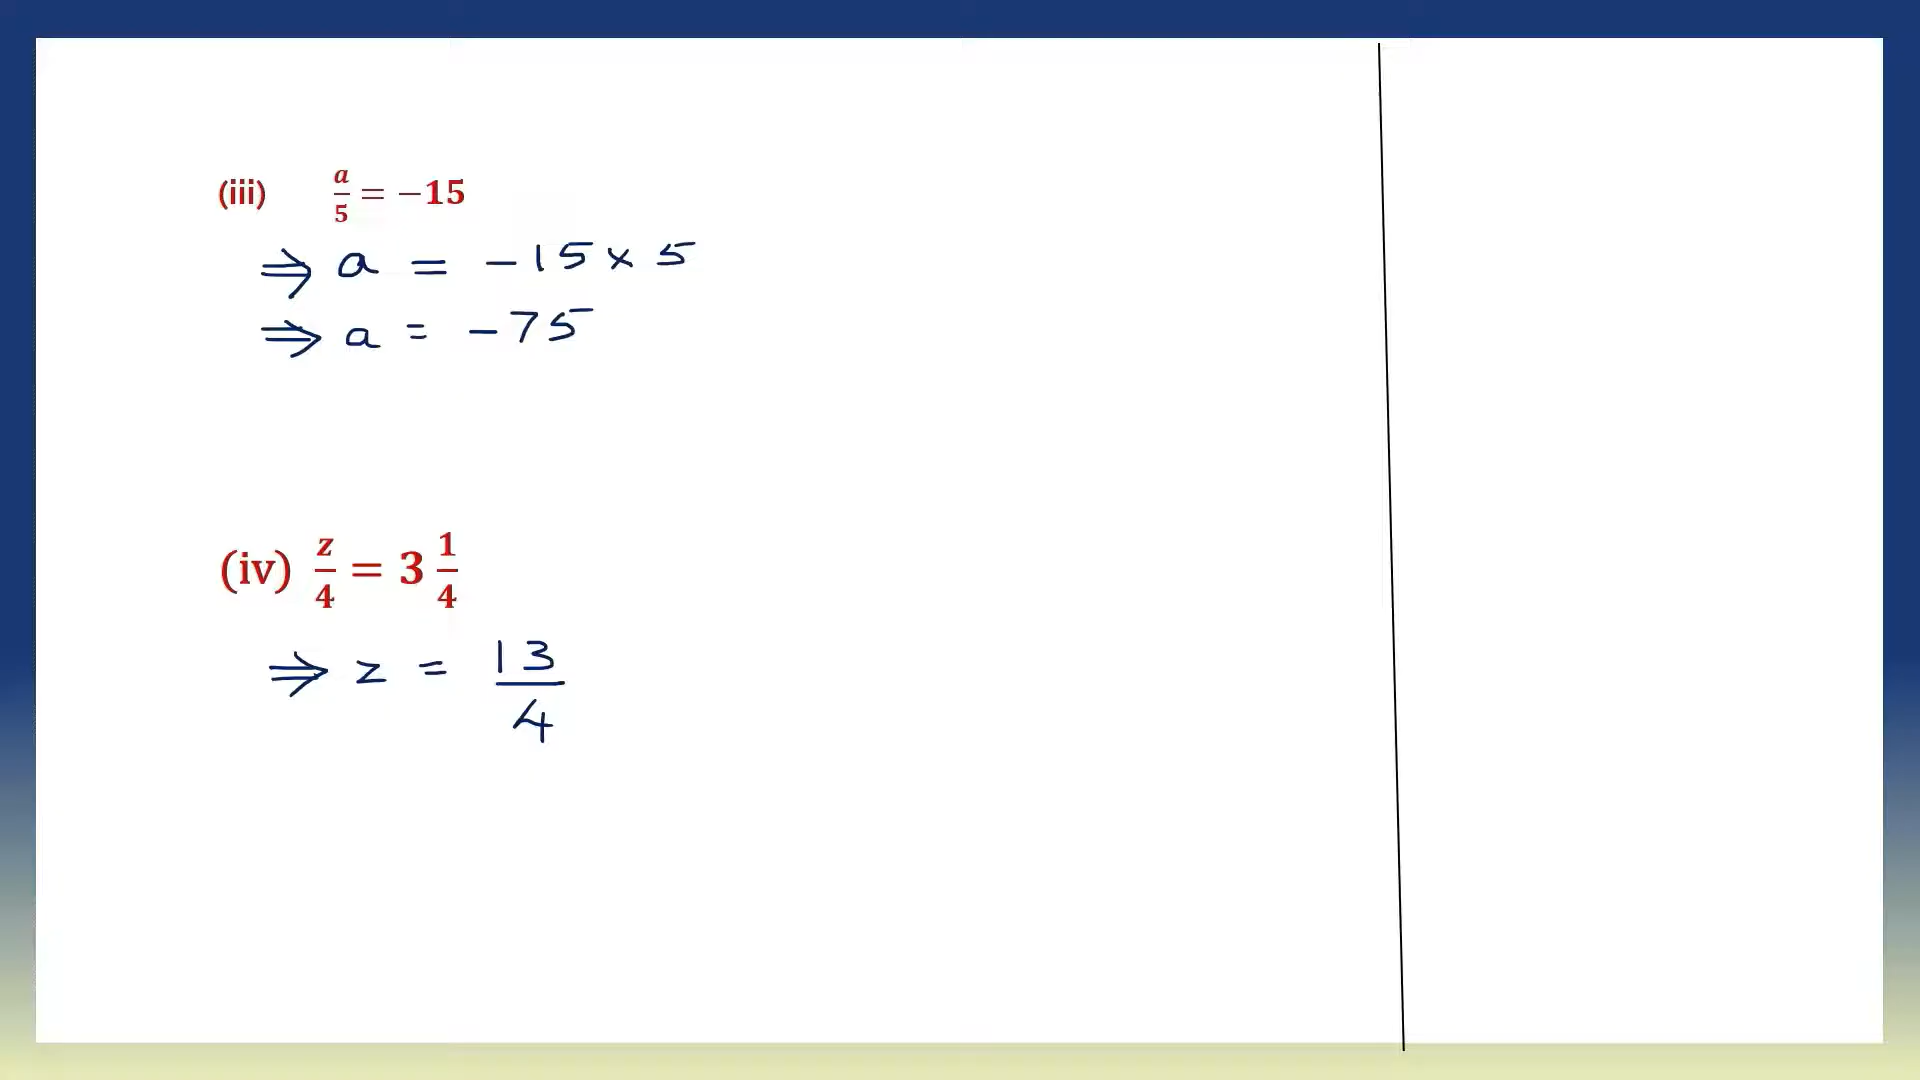 (iii) a/5 = −15
⇒ a = −15 × 5
⇒ a = −75
(iv) z/4 = 3 1/4
⇒ z = 13/4